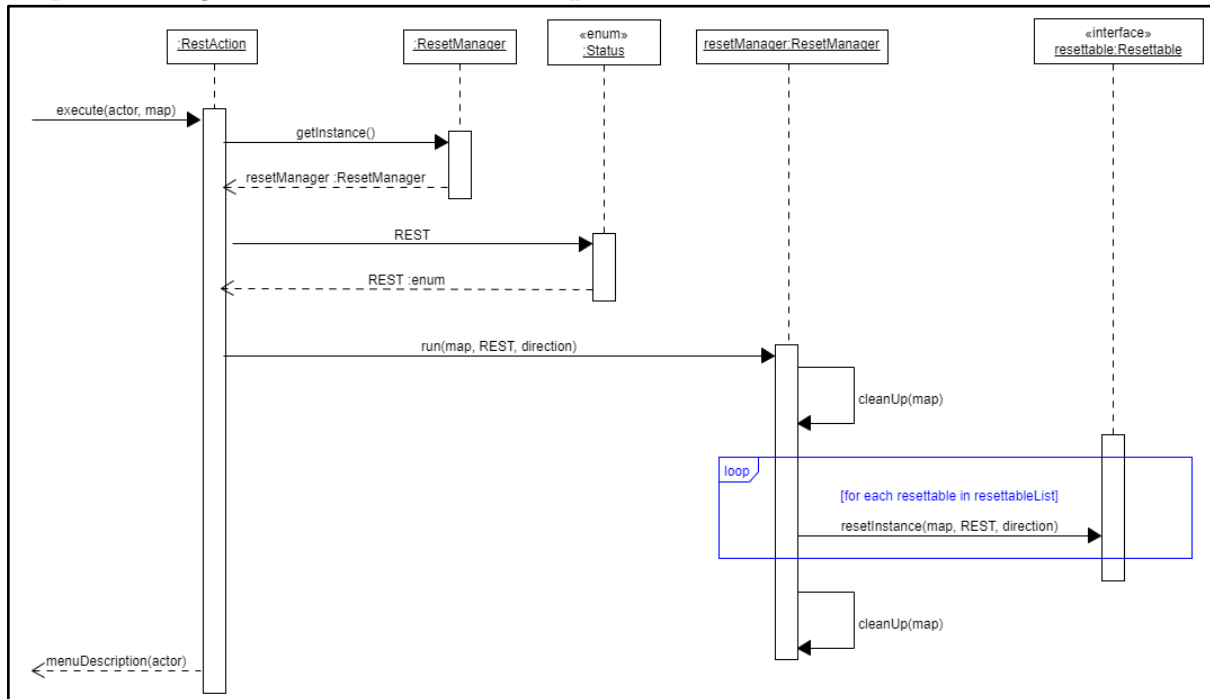 :RestAction
:ResetManager
«enum»
:Status
resetManager:ResetManager
«interface»
resettable:Resettable
execute(actor, map)
getInstance()
resetManager :ResetManager
REST
REST :enum
run(map, REST, direction)
cleanUp(map)
loop
[for each resettable in resettableList]
resetInstance(map, REST, direction)
cleanUp(map)
menuDescription(actor)